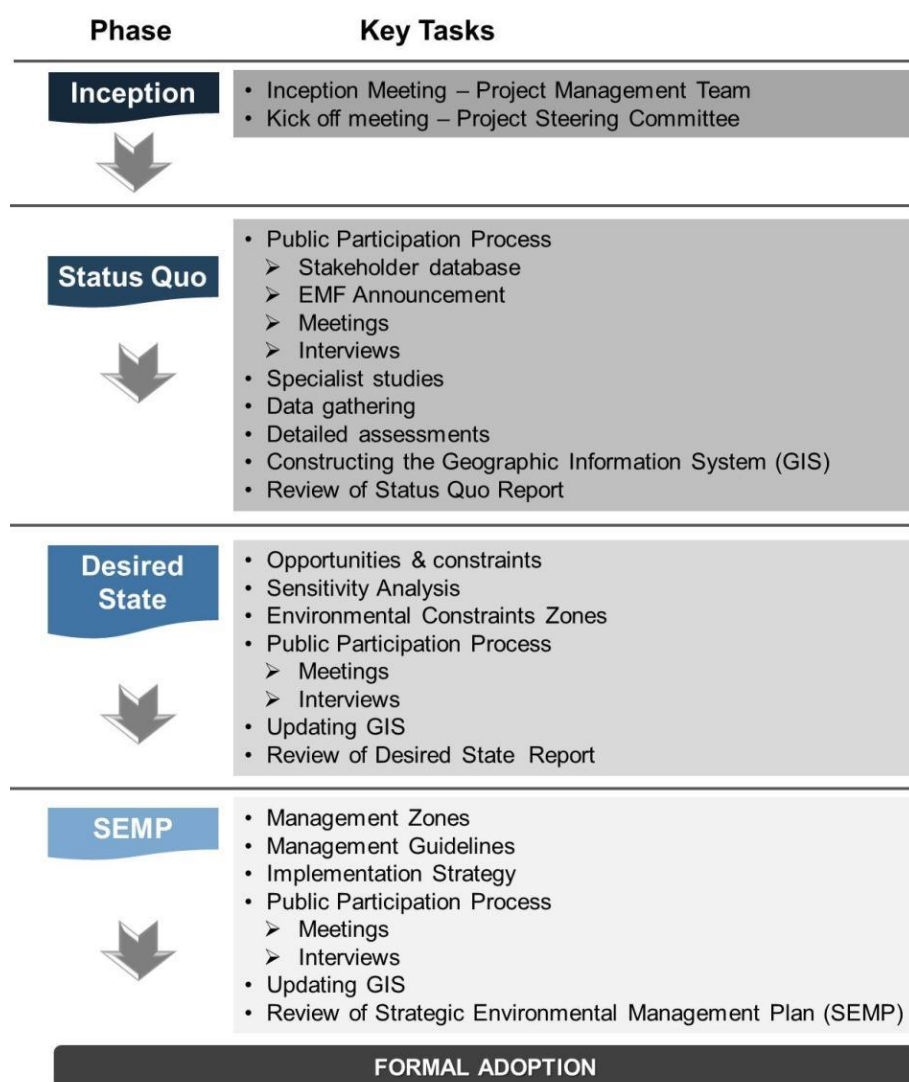 Phase Key Tasks
Inception
• Inception Meeting – Project Management Team
• Kick off meeting – Project Steering Committee
Status Quo
• Public Participation Process
➢ Stakeholder database
➢ EMF Announcement
➢ Meetings
➢ Interviews
• Specialist studies
• Data gathering
• Detailed assessments
• Constructing the Geographic Information System (GIS)
• Review of Status Quo Report
Desired
State
• Opportunities & constraints
• Sensitivity Analysis
• Environmental Constraints Zones
• Public Participation Process
➢ Meetings
➢ Interviews
• Updating GIS
• Review of Desired State Report
SEMP
• Management Zones
• Management Guidelines
• Implementation Strategy
• Public Participation Process
➢ Meetings
➢ Interviews
• Updating GIS
• Review of Strategic Environmental Management Plan (SEMP)
FORMAL ADOPTION